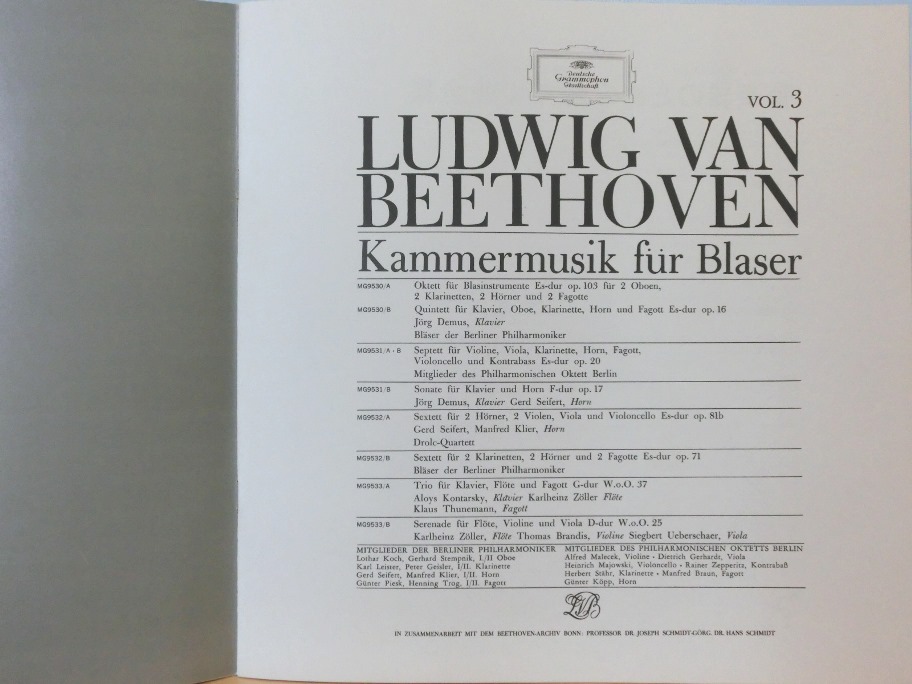 Deutsche
Grammophon
Gesellschaft
VOL. 3
LUDWIG VAN
BEETHOVEN
Kammermusik für Blaser
MG9530/A Oktett für Blasinstrumente Es-dur op. 103 für 2 Oboen,
2 Klarinetten, 2 Hörner und 2 Fagotte
MG9530/B Quintett für Klavier, Oboe, Klarinette, Horn und Fagott Es-dur op. 16
Jörg Demus, Klavier
Bläser der Berliner Philharmoniker
MG9531/A・B Septett für Violine, Viola, Klarinette, Horn, Fagott,
Violoncello und Kontrabass Es-dur op. 20
Mitglieder des Philharmonischen Oktett Berlin
MG9531/B Sonate für Klavier und Horn F-dur op. 17
Jörg Demus, Klavier Gerd Seifert, Horn
MG9532/A Sextett für 2 Hörner, 2 Violen, Viola und Violoncello Es-dur op. 81b
Gerd Seifert, Manfred Klier, Horn
Drolc-Quartett
MG9532/B Sextett für 2 Klarinetten, 2 Hörner und 2 Fagotte Es-dur op. 71
Bläser der Berliner Philharmoniker
MG9533/A Trio für Klavier, Flöte und Fagott G-dur W.o.O. 37
Aloys Kontarsky, Klavier Karlheinz Zöller Flöte
Klaus Thunemann, Fagott
MG9533/B Serenade für Flöte, Violine und Viola D-dur W.o.O. 25
Karlheinz Zöller, Flöte Thomas Brandis, Violine Siegbert Ueberschaer, Viola
MITGLIEDER DER BERLINER PHILHARMONIKER
Lothar Koch, Gerhard Stempnik, I/II Oboe
Karl Leister, Peter Geisler, I/II. Klarinette
Gerd Seifert, Manfred Klier, I/II. Horn
Günter Piesk, Henning Trog, I/II. Fagott
MITGLIEDER DES PHILHARMONISCHEN OKTETTS BERLIN
Alfred Malecek, Violine・Dietrich Gerhardt, Viola
Heinrich Majowski, Violoncello・Rainer Zepperitz, Kontrabaß
Herbert Stähr, Klarinette・Manfred Braun, Fagott
Günter Köpp, Horn
LVB
IN ZUSAMMENARBEIT MIT DEM BEETHOVEN-ARCHIV BONN: PROFESSOR DR. JOSEPH SCHMIDT-GÖRG. DR. HANS SCHMIDT